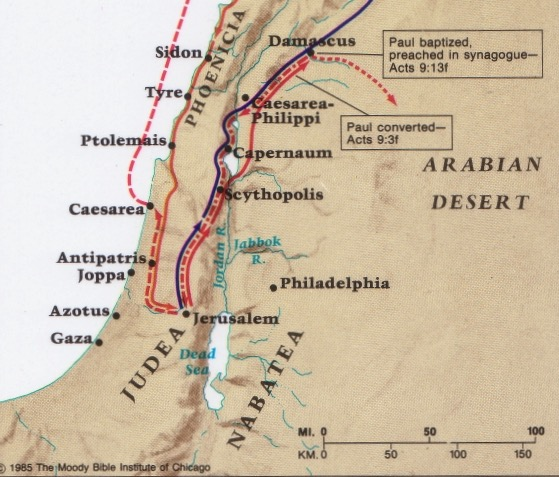 Sidon
PHOENICIA
Damascus
Paul baptized,
preached in synagogue—
Acts 9:13f
Tyre
Caesarea-
Philippi
Paul converted—
Acts 9:3f
Ptolemais
Capernaum
ARABIAN
DESERT
Scythopolis
Caesarea
Jordan R.
Jabbok
R.
Antipatris
Joppa
Philadelphia
Azotus
Jerusalem
Gaza
JUDEA
Dead
Sea
NABATEA
MI. 0 50 100
KM. 0 50 100 150
© 1985 The Moody Bible Institute of Chicago